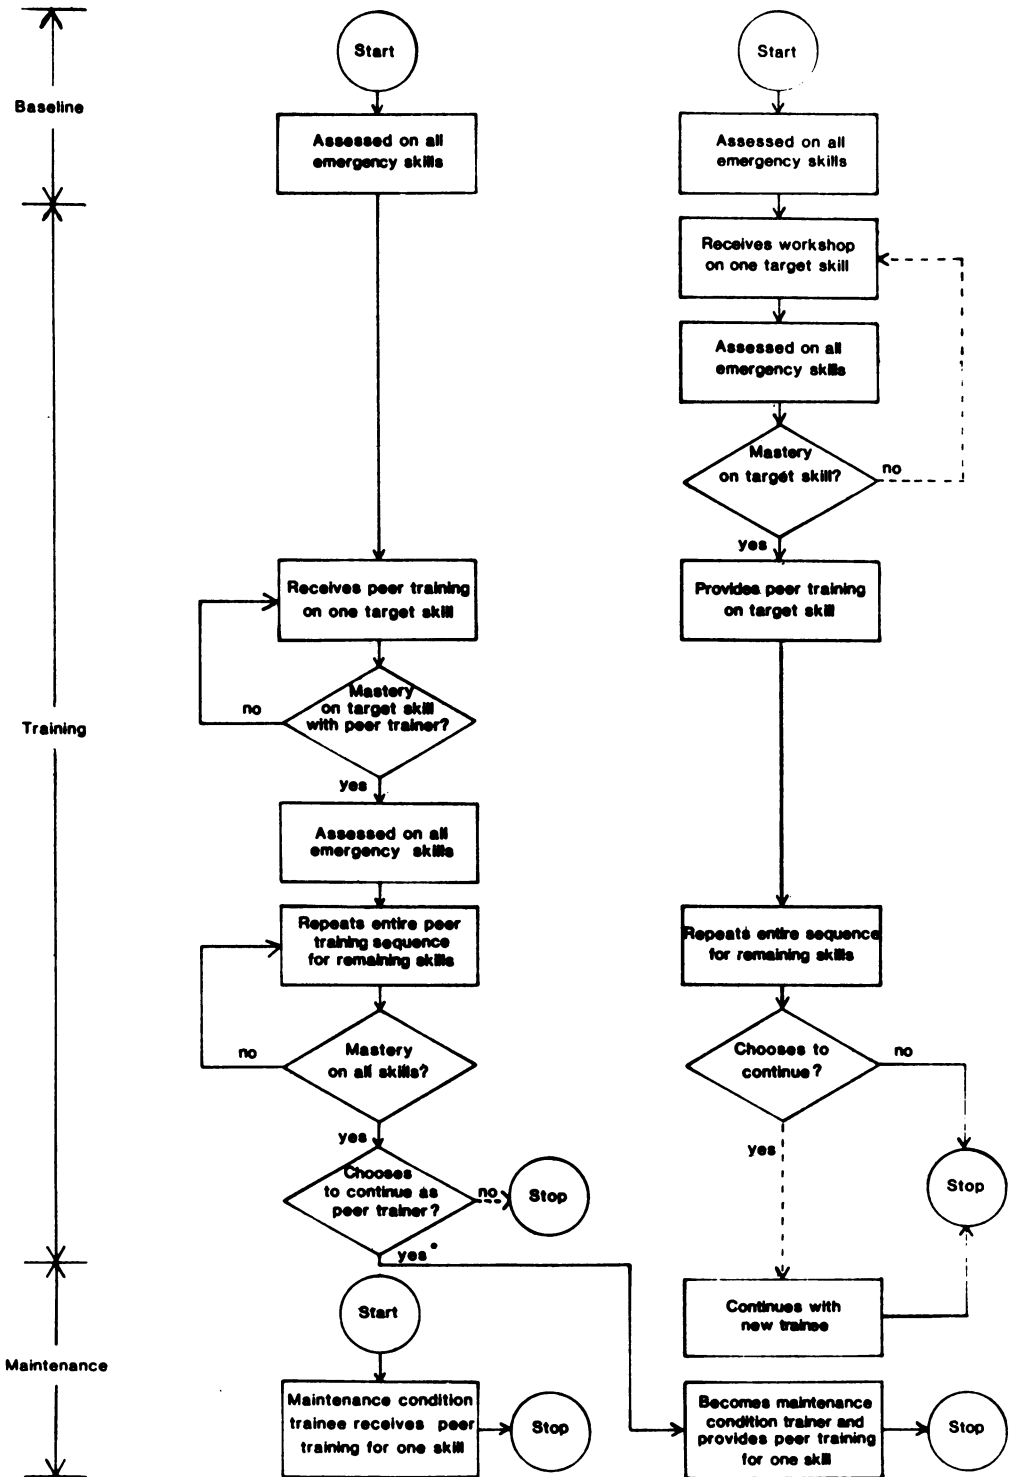 Start
Start
Baseline
Assessed on all
emergency skills
Assessed on all
emergency skills
Receives workshop
on one target skill
Assessed on all
emergency skills
Mastery
on target skill?
no
yes
Receives peer training
on one target skill
Provides peer training
on target skill
Mastery
on target skill
with peer trainer?
no
Training
yes
Assessed on all
emergency skills
Repeats entire peer
training sequence
for remaining skills
Repeats entire sequence
for remaining skills
Mastery
on all skills?
no
Chooses to
continue?
no
yes
yes
Chooses
to continue as
peer trainer?
no
Stop
Stop
yes*
Start
Continues with
new trainee
Maintenance
Maintenance condition
trainee receives peer
training for one skill
Stop
Becomes maintenance
condition trainer and
provides peer training
for one skill
Stop